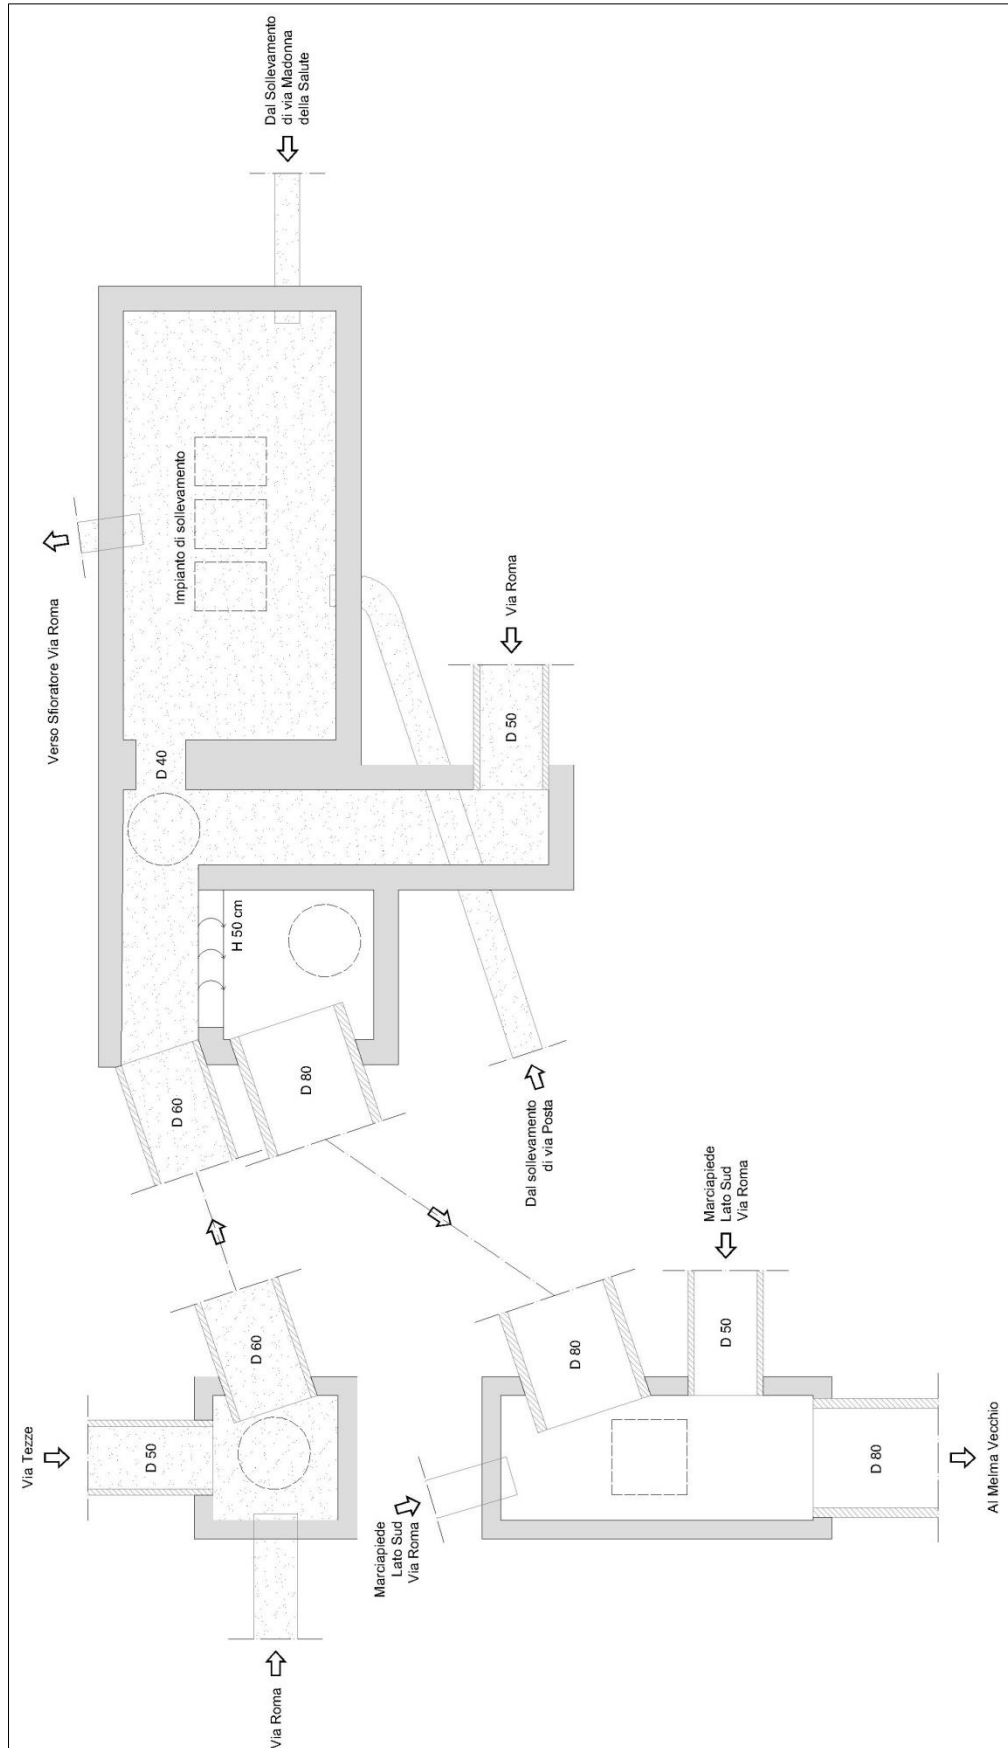 Dal Sollevamento
di via Madonna
della Salute
Verso Sfioratore Via Roma
Impianto di sollevamento
Via Roma
D 40
D 50
H 50 cm
D 60
D 80
Dal sollevamento
di via Posta
Marciapiede
Lato Sud
Via Roma
D 60
D 80
D 50
Via Tezze
D 50
Marciapiede
Lato Sud
Via Roma
D 80
Al Melma Vecchio
Via Roma